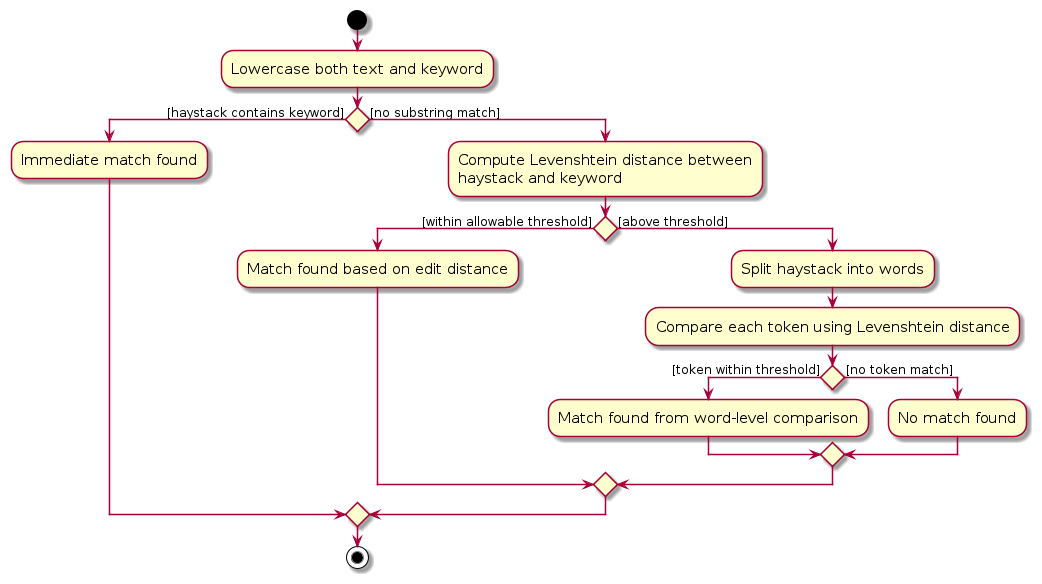 Lowercase both text and keyword
[haystack contains keyword]
[no substring match]
Immediate match found
Compute Levenshtein distance between
haystack and keyword
[within allowable threshold]
[above threshold]
Match found based on edit distance
Split haystack into words
Compare each token using Levenshtein distance
[token within threshold]
[no token match]
Match found from word-level comparison
No match found